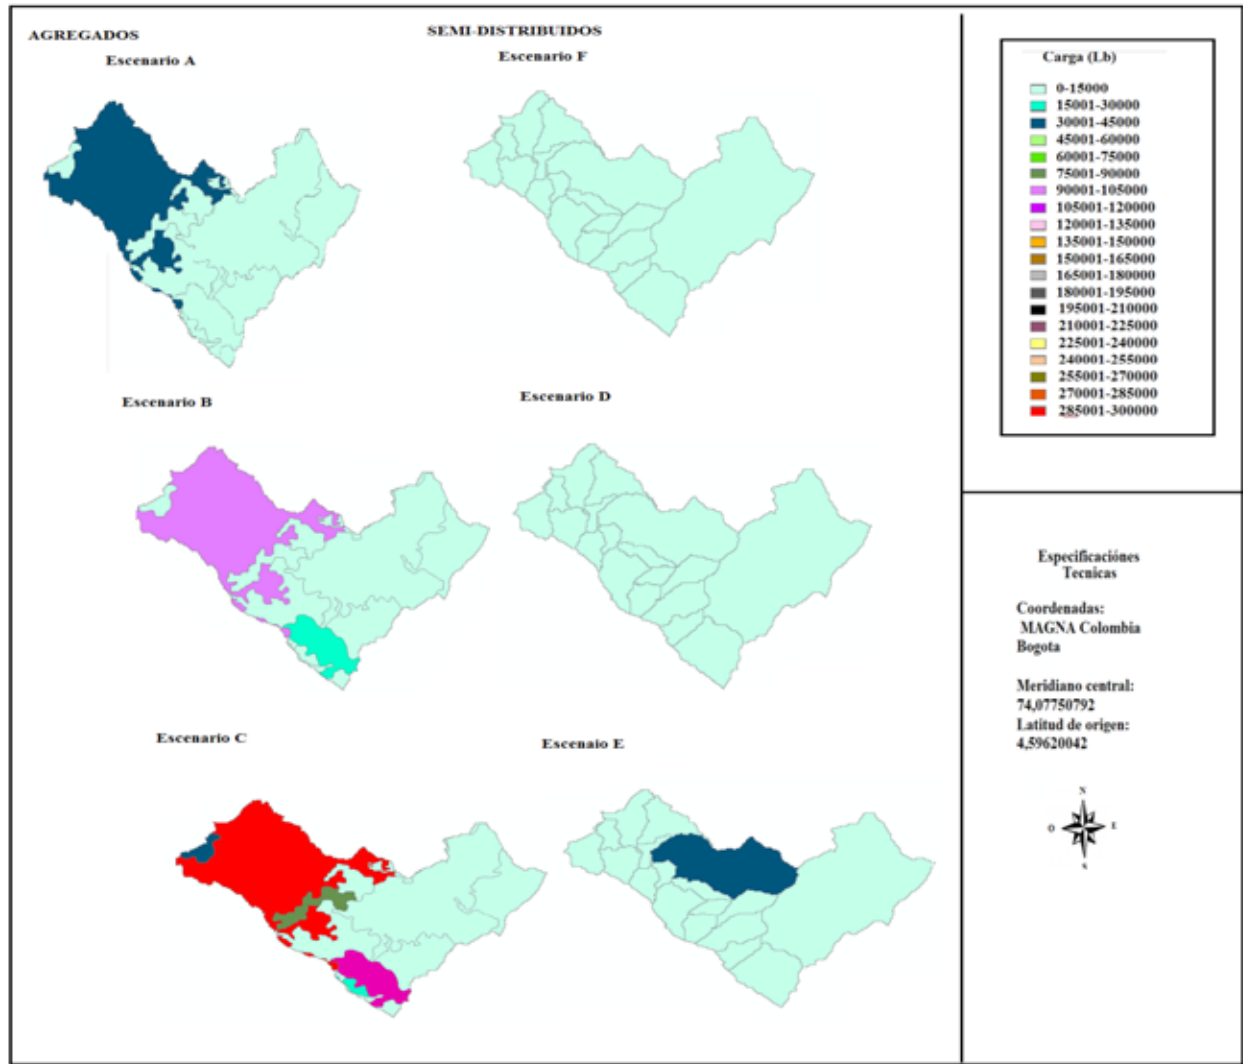 AGREGADOS
SEMI-DISTRIBUIDOS
Escenario A
Escenario F
Escenario B
Escenario D
Escenario C
Escenaio E
Carga (Lb)
0-15000
15001-30000
30001-45000
45001-60000
60001-75000
75001-90000
90001-105000
105001-120000
120001-135000
135001-150000
150001-165000
165001-180000
180001-195000
195001-210000
210001-225000
225001-240000
240001-255000
255001-270000
270001-285000
285001-300000
Especificaciónes
Tecnicas
Coordenadas:
MAGNA Colombia
Bogota
Meridiano central:
74,07750792
Latitud de origen:
4,59620042
N
O
E
S